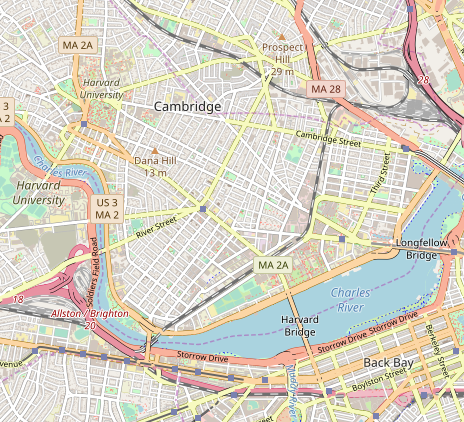 MA 2A
Prospect
Hill
29 m
28
Harvard
University
MA 28
Cambridge
3
A 2
Cambridge Street
Dana Hill
13 m
Charles River
Third Street
Harvard
University
US 3
MA 2
River Street
Longfellow
Bridge
Soldiers Field Road
MA 2A
Charles
River
18
Allston / Brighton
20
Harvard
Bridge
Storrow Drive
Storrow Drive
Storrow Drive
Berkeley Street
Back Bay
Boylston Street